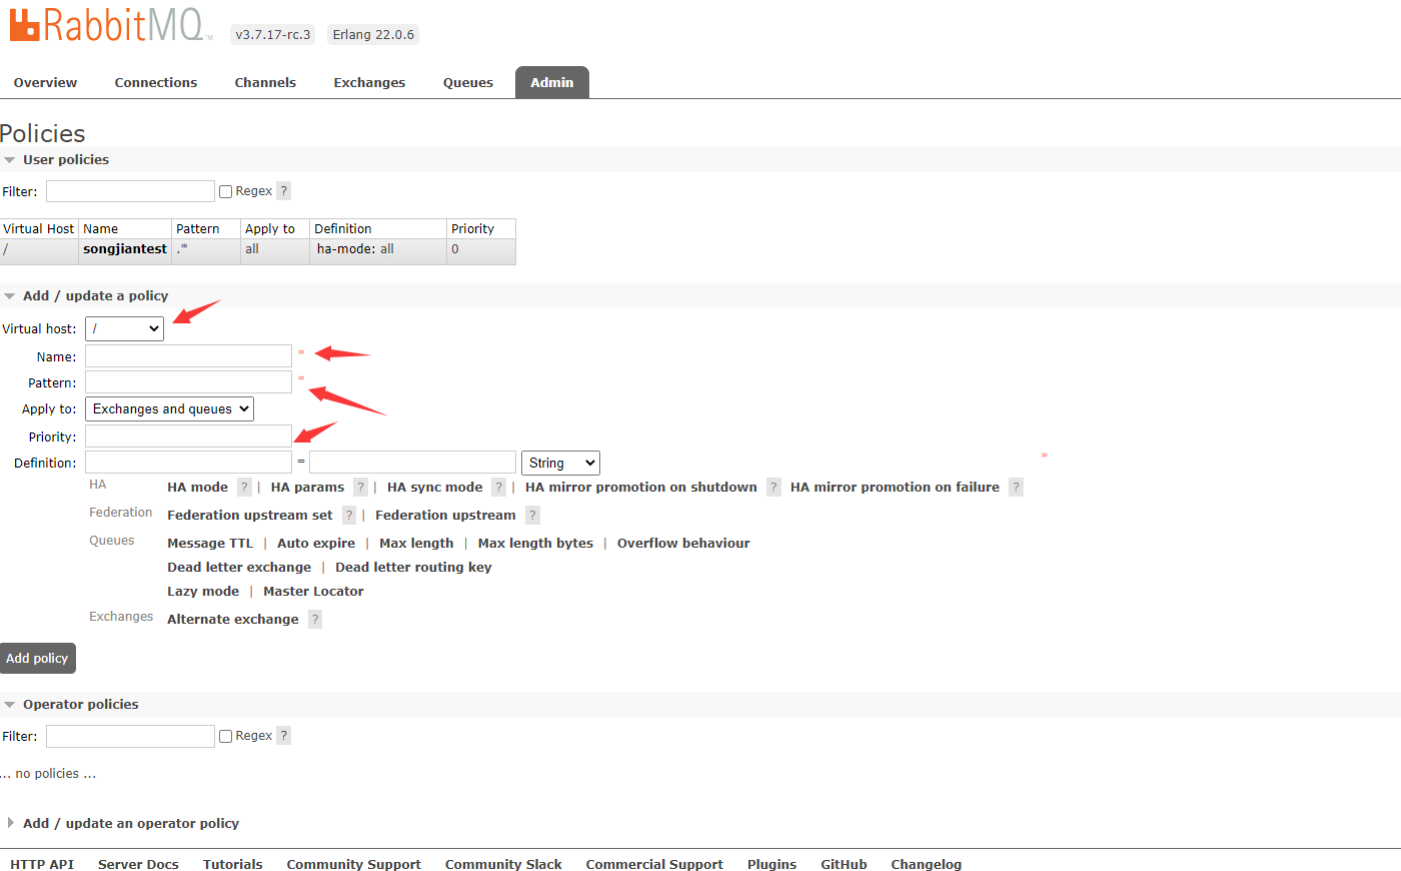 RabbitMQ TM v3.7.17-rc.3 Erlang 22.0.6
Overview Connections Channels Exchanges Queues Admin
Policies
User policies
Filter: Regex ?
Virtual Host Name Pattern Apply to Definition Priority
/ songjiantest .* all ha-mode: all 0
Add / update a policy
Virtual host: /
Name: *
Pattern: *
Apply to: Exchanges and queues
Priority:
Definition: = String *
HA HA mode ? | HA params ? | HA sync mode ? | HA mirror promotion on shutdown ? HA mirror promotion on failure ?
Federation Federation upstream set ? | Federation upstream ?
Queues Message TTL | Auto expire | Max length | Max length bytes | Overflow behaviour
Dead letter exchange | Dead letter routing key
Lazy mode | Master Locator
Exchanges Alternate exchange ?
Add policy
Operator policies
Filter: Regex ?
... no policies ...
Add / update an operator policy
HTTP API Server Docs Tutorials Community Support Community Slack Commercial Support Plugins GitHub Changelog